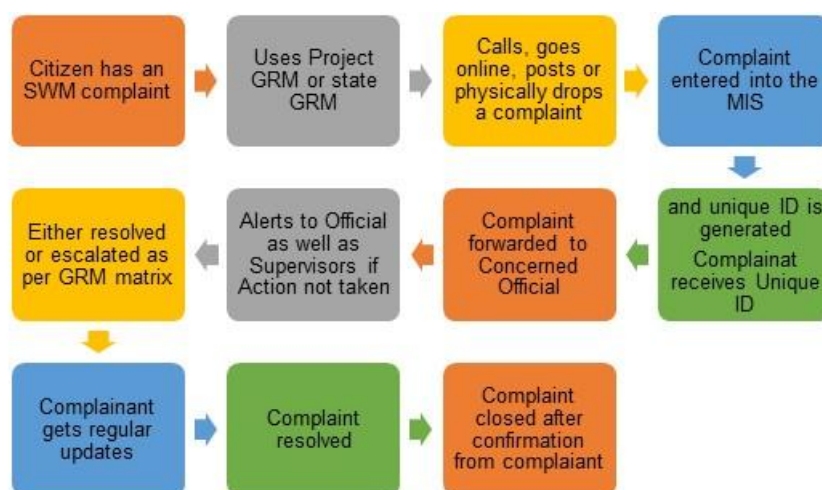 Citizen has an
SWM complaint
Uses Project
GRM or state
GRM
Calls, goes
online, posts or
physically drops
a complaint
Complaint
entered into the
MIS
and unique ID is
generated
Complainat
receives Unique
ID
Complaint
forwarded to
Concerned
Official
Alerts to Official
as well as
Supervisors if
Action not taken
Either resolved
or escalated as
per GRM matrix
Complainant
gets regular
updates
Complaint
resolved
Complaint
closed after
confirmation
from complaiant